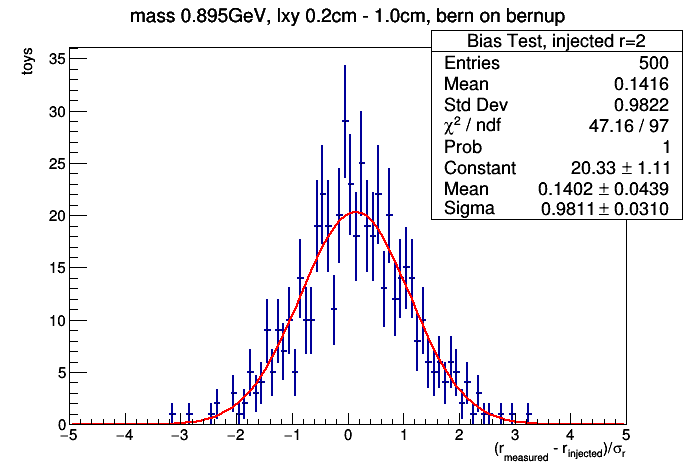 mass 0.895GeV, lxy 0.2cm - 1.0cm, bern on bernup
Bias Test, injected r=2
Entries 500
Mean 0.1416
Std Dev 0.9822
χ² / ndf 47.16 / 97
Prob 1
Constant 20.33 ± 1.11
Mean 0.1402 ± 0.0439
Sigma 0.9811 ± 0.0310
toys
35
30
25
20
15
10
5
0
−5 −4 −3 −2 −1 0 1 2 3 4 5
(r_measured - r_injected)/σ_r